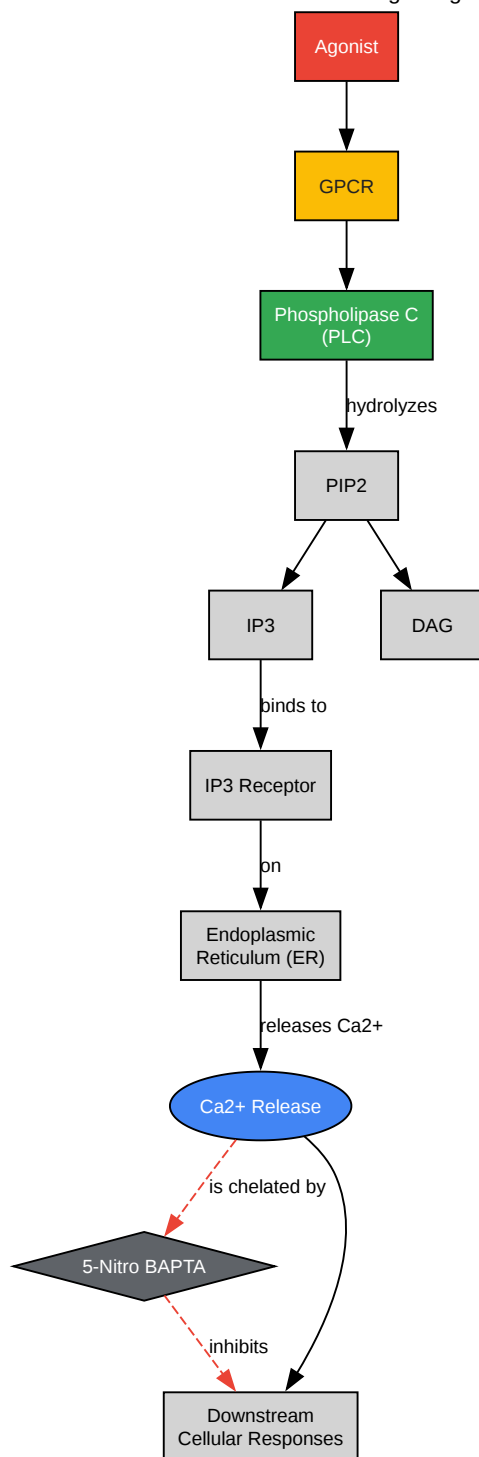 Agonist
GPCR
Phospholipase C
(PLC)
hydrolyzes
PIP2
IP3
DAG
binds to
IP3 Receptor
on
Endoplasmic
Reticulum (ER)
releases Ca2+
Ca2+ Release
is chelated by
5-Nitro BAPTA
inhibits
Downstream
Cellular Responses